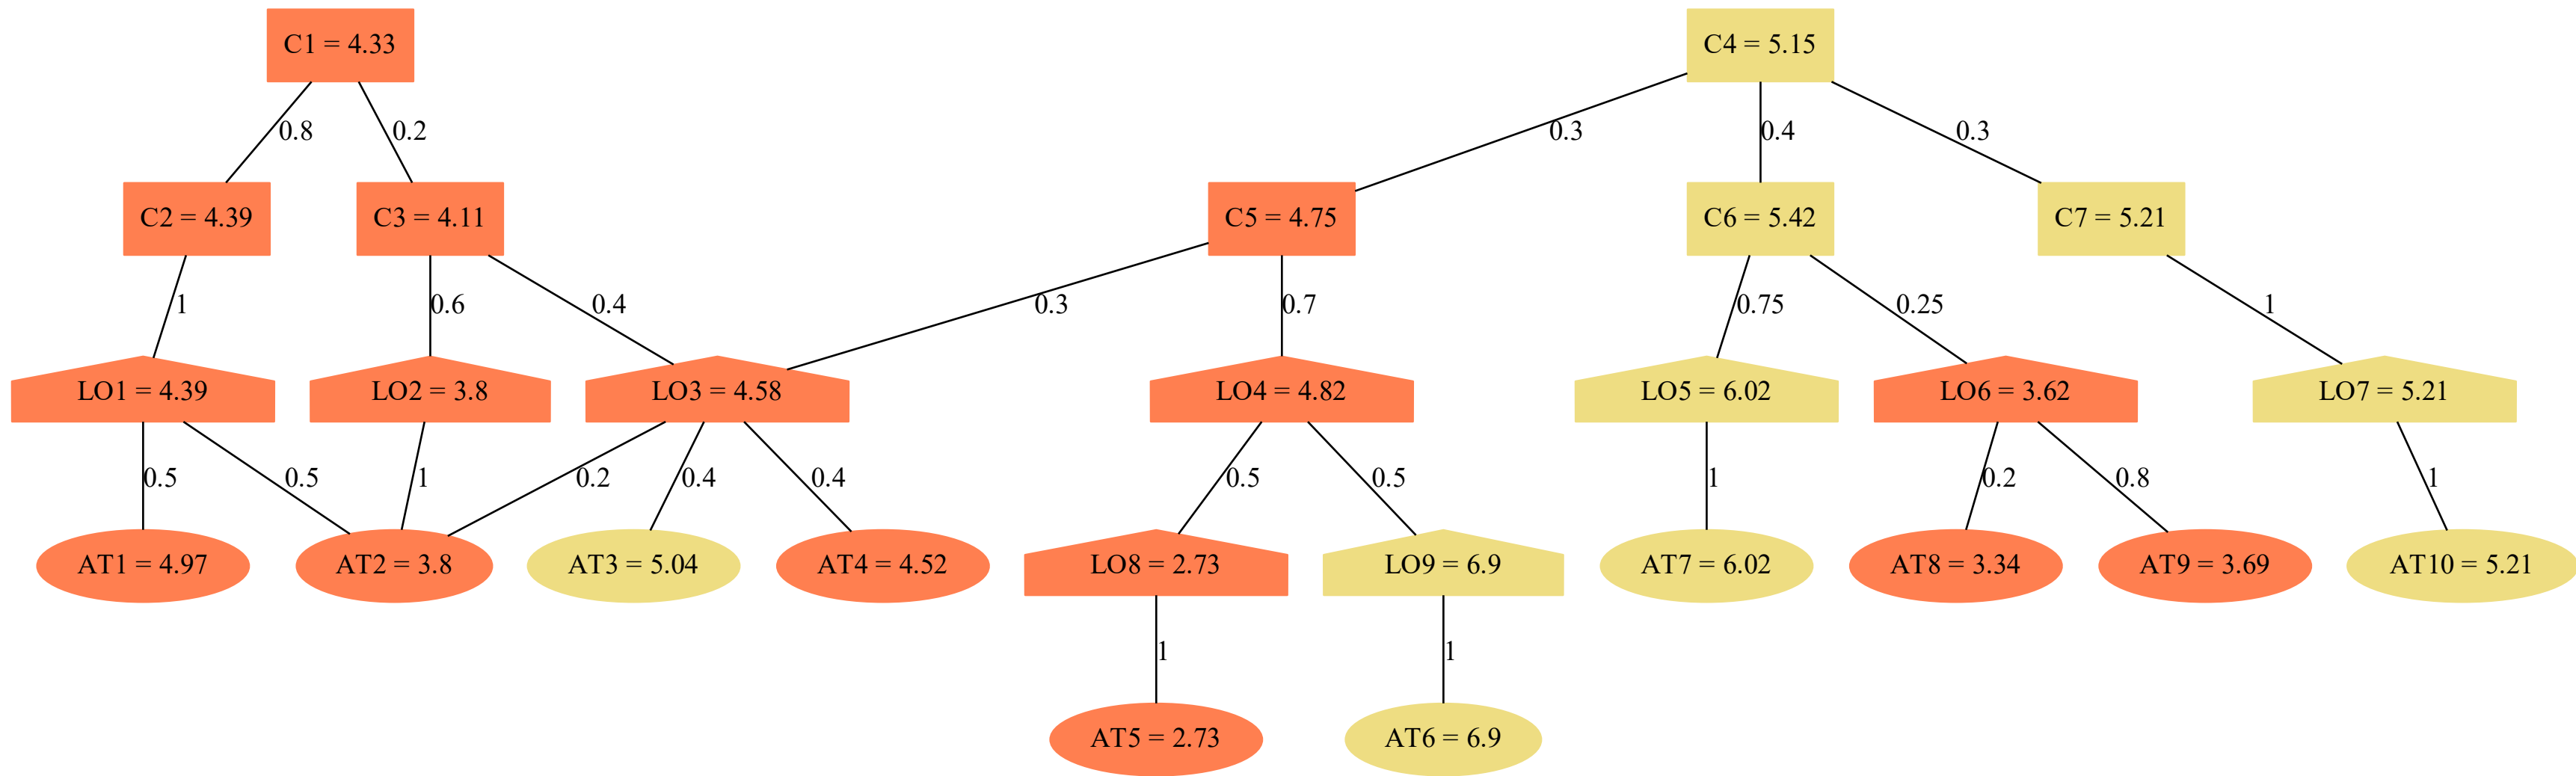 C1 = 4.33
C4 = 5.15
0.8
0.2
0.3
0.4
0.3
C2 = 4.39
C3 = 4.11
C5 = 4.75
C6 = 5.42
C7 = 5.21
1
0.6
0.4
0.3
0.7
0.75
0.25
1
LO1 = 4.39
LO2 = 3.8
LO3 = 4.58
LO4 = 4.82
LO5 = 6.02
LO6 = 3.62
LO7 = 5.21
0.5
0.5
1
0.2
0.4
0.4
0.5
0.5
1
0.2
0.8
1
AT1 = 4.97
AT2 = 3.8
AT3 = 5.04
AT4 = 4.52
LO8 = 2.73
LO9 = 6.9
AT7 = 6.02
AT8 = 3.34
AT9 = 3.69
AT10 = 5.21
1
1
AT5 = 2.73
AT6 = 6.9